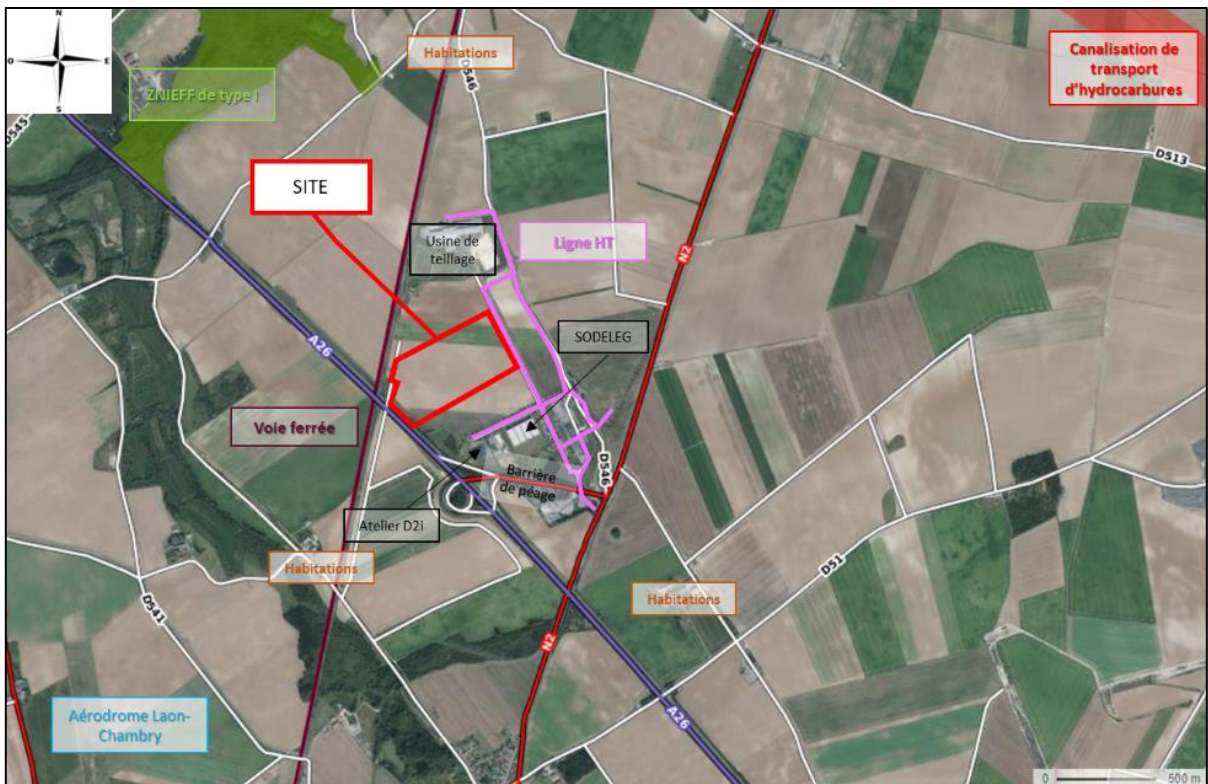 N
O
E
S
D545
ZNIEFF de type I
Habitations
D546
Canalisation de
transport
d'hydrocarbures
D513
SITE
Usine de
teillage
Ligne HT
N2
SODELEG
A26
Voie ferrée
Barrière
de péage
D546
Atelier D2i
Habitations
Habitations
D51
D541
N2
A26
Aérodrome Laon-
Chambry
0 500 m